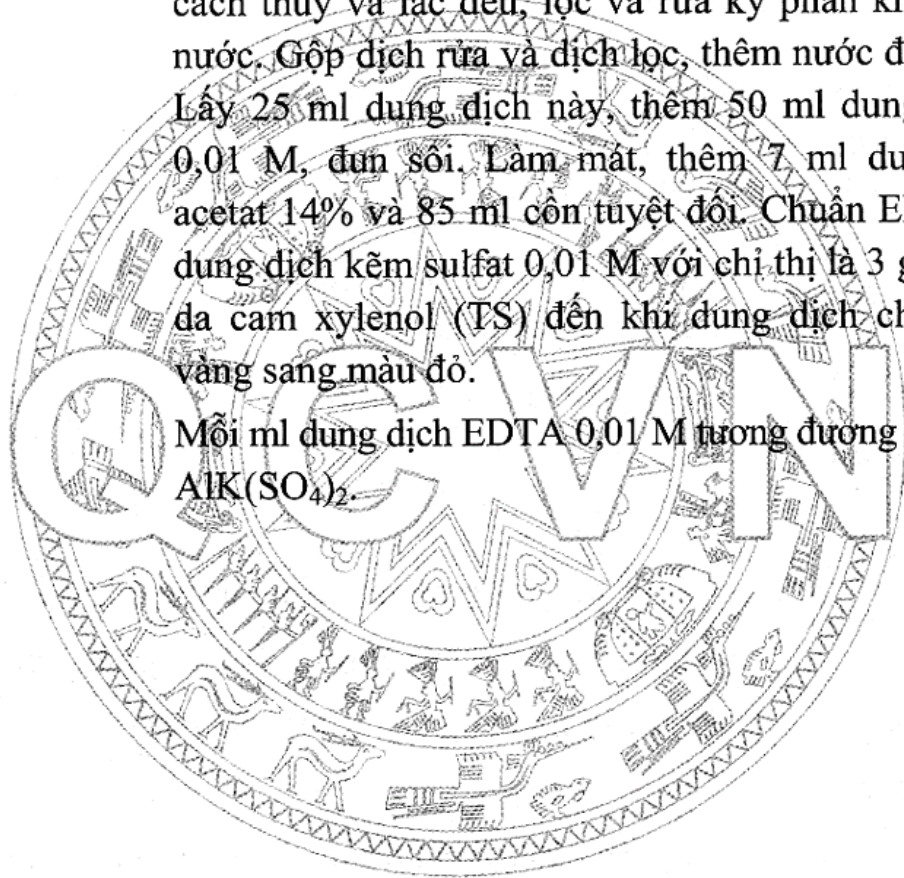 cách thủy và lắc đều, lọc và rửa kỹ phần
nước. Gộp dịch rửa và dịch lọc, thêm nước
Lấy 25 ml dung dịch này, thêm 50 ml dung
0,01 M, đun sôi. Làm mát, thêm 7 ml
acetat 14% và 85 ml cồn tuyệt đối. Chuẩn
dung dịch kẽm sulfat 0,01 M với chỉ thị là 3
da cam xylenol (TS) đến khi dung dịch
vàng sang màu đỏ.
Mỗi ml dung dịch EDTA 0,01 M tương đương
AlK(SO₄)₂.
QCVN